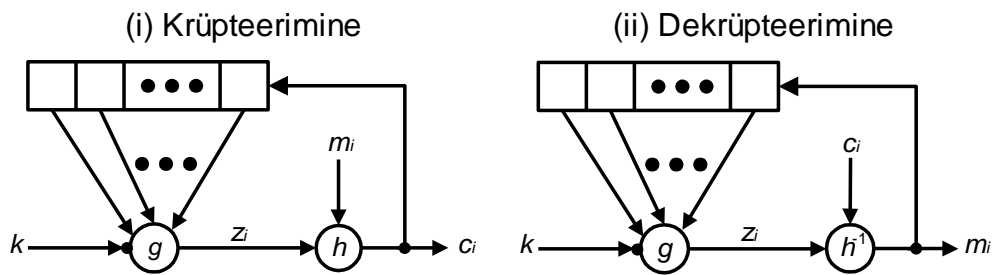 (i) Krüpteerimine
(ii) Dekrüpteerimine
mi
ci
k
g
zi
h
ci
k
g
zi
h-1
mi